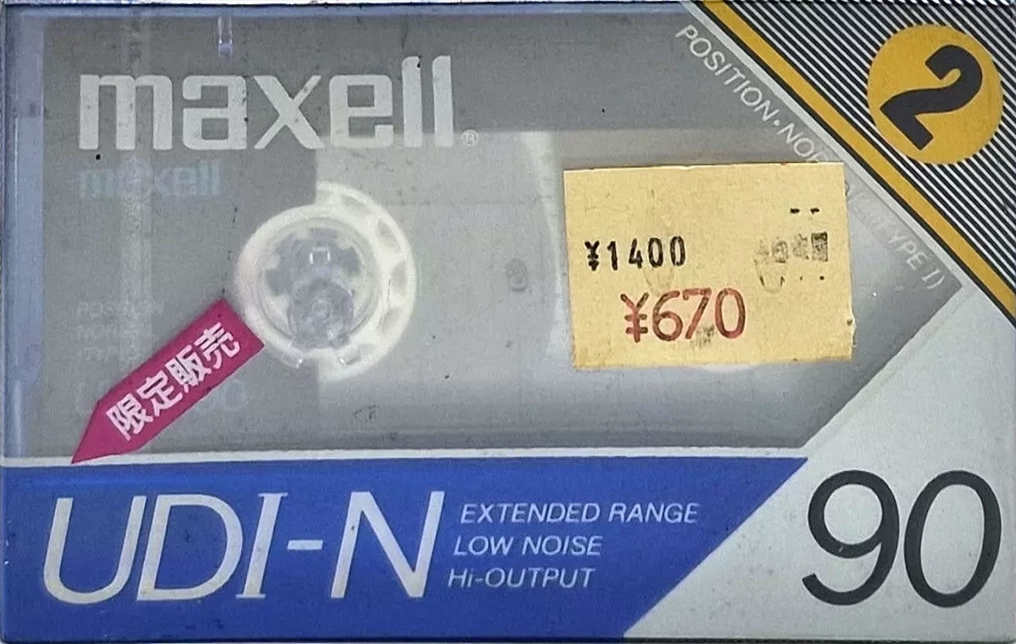 maxell®
maxell
2
POSITION·NOR
TYPE I)
¥1400
¥670
限定販売
UDI-N
EXTENDED RANGE
LOW NOISE
Hi-OUTPUT
90